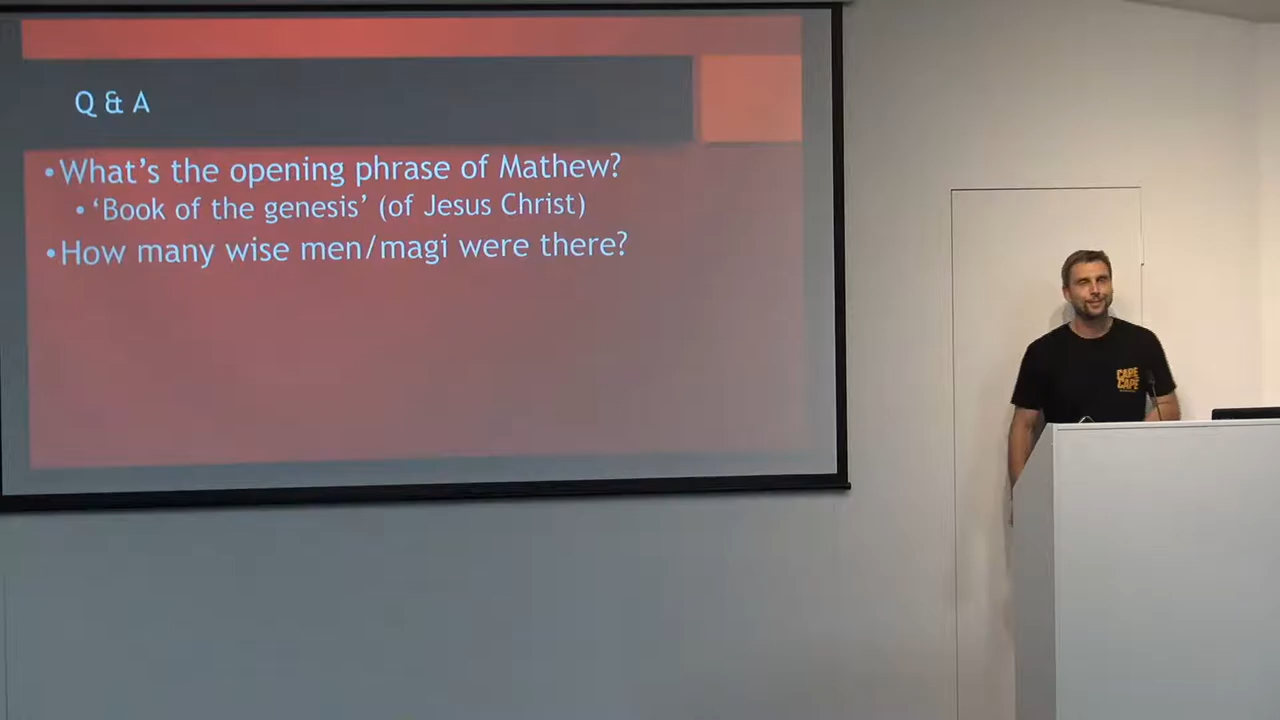 Q & A
•What's the opening phrase of Mathew?
•'Book of the genesis' (of Jesus Christ)
•How many wise men/magi were there?
CAPE
CAPE